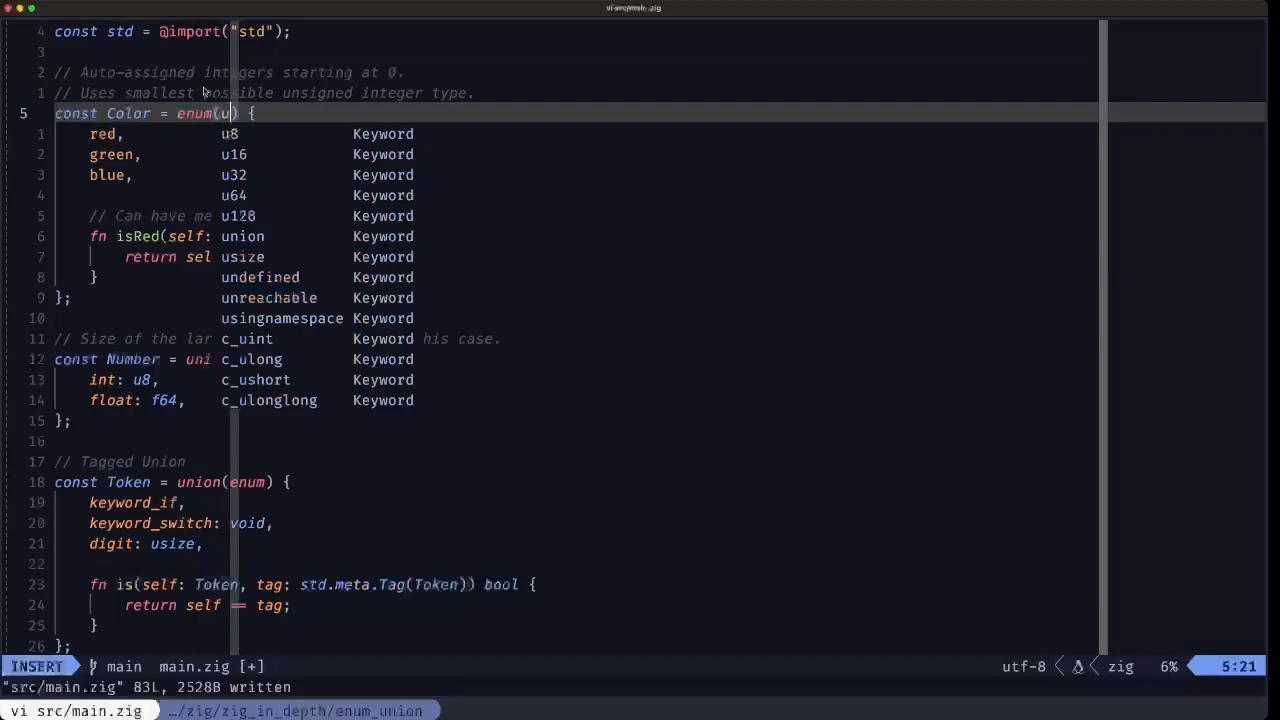 vi src/main.zig
4 const std = @import("std");
3
2 // Auto-assigned integers starting at 0.
1 // Uses smallest possible unsigned integer type.
5 const Color = enum(u) {
1 red, u8 Keyword
2 green, u16 Keyword
3 blue, u32 Keyword
4 u64 Keyword
5 // Can have me u128 Keyword
6 fn isRed(self: union Keyword
7 return sel usize Keyword
8 } undefined Keyword
9 }; unreachable Keyword
10 usingnamespace Keyword
11 // Size of the lar c_uint Keyword his case.
12 const Number = uni c_ulong Keyword
13 int: u8, c_ushort Keyword
14 float: f64, c_ulonglong Keyword
15 };
16
17 // Tagged Union
18 const Token = union(enum) {
19 keyword_if,
20 keyword_switch: void,
21 digit: usize,
22
23 fn is(self: Token, tag: std.meta.Tag(Token)) bool {
24 return self == tag;
25 }
26 };
INSERT main main.zig [+] utf-8 zig 6% 5:21
"src/main.zig" 83L, 2528B written
vi src/main.zig …/zig/zig_in_depth/enum_union